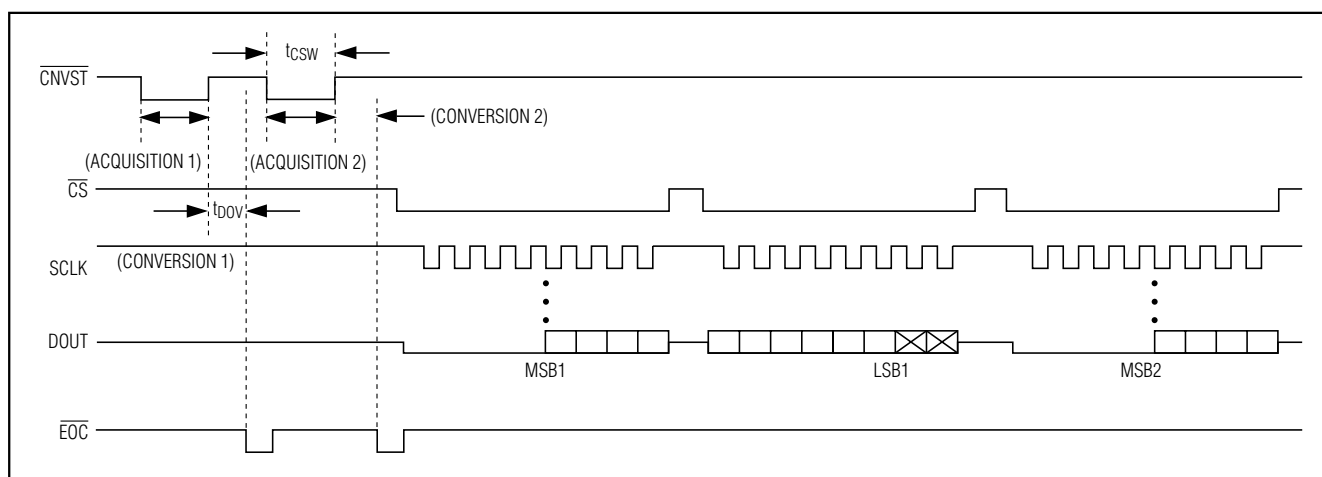 tCSW
CNVST
(CONVERSION 2)
(ACQUISITION 1) (ACQUISITION 2)
CS
tDOV
(CONVERSION 1)
SCLK
DOUT
MSB1 LSB1 MSB2
EOC